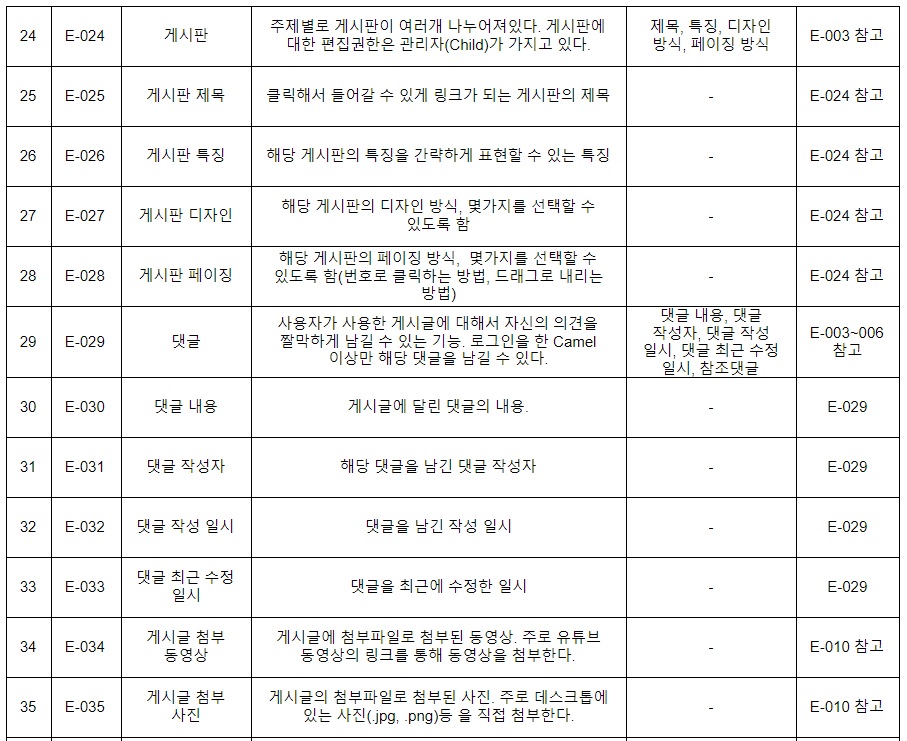 24 E-024 게시판 주제별로 게시판이 여러개 나누어져있다. 게시판에
대한 편집권한은 관리자(Child)가 가지고 있다. 제목, 특징, 디자인
방식, 페이징 방식 E-003 참고
25 E-025 게시판 제목 클릭해서 들어갈 수 있게 링크가 되는 게시판의 제목 - E-024 참고
26 E-026 게시판 특징 해당 게시판의 특징을 간략하게 표현할 수 있는 특징 - E-024 참고
27 E-027 게시판 디자인 해당 게시판의 디자인 방식, 몇가지를 선택할 수
있도록 함 - E-024 참고
28 E-028 게시판 페이징 해당 게시판의 페이징 방식,  몇가지를 선택할 수
있도록 함(번호로 클릭하는 방법, 드래그로 내리는
방법) - E-024 참고
29 E-029 댓글 사용자가 사용한 게시글에 대해서 자신의 의견을
짤막하게 남길 수 있는 기능. 로그인을 한 Camel
이상만 해당 댓글을 남길 수 있다. 댓글 내용, 댓글
작성자, 댓글 작성
일시, 댓글 최근 수정
일시, 참조댓글 E-003~006
참고
30 E-030 댓글 내용 게시글에 달린 댓글의 내용. - E-029
31 E-031 댓글 작성자 해당 댓글을 남긴 댓글 작성자 - E-029
32 E-032 댓글 작성 일시 댓글을 남긴 작성 일시 - E-029
33 E-033 댓글 최근 수정
일시 댓글을 최근에 수정한 일시 - E-029
34 E-034 게시글 첨부
동영상 게시글에 첨부파일로 첨부된 동영상. 주로 유튜브
동영상의 링크를 통해 동영상을 첨부한다. - E-010 참고
35 E-035 게시글 첨부
사진 게시글의 첨부파일로 첨부된 사진. 주로 데스크톱에
있는 사진(.jpg, .png)등 을 직접 첨부한다. - E-010 참고